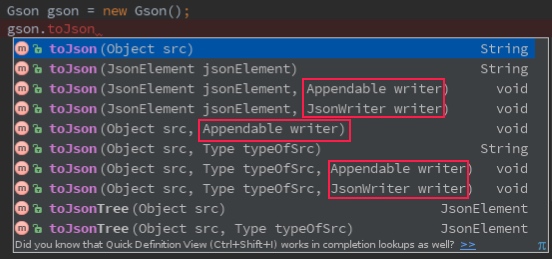 Gson gson = new Gson();
gson.toJson
m toJson(Object src) String
m toJson(JsonElement jsonElement) String
m toJson(JsonElement jsonElement, Appendable writer) void
m toJson(JsonElement jsonElement, JsonWriter writer) void
m toJson(Object src, Appendable writer) void
m toJson(Object src, Type typeOfSrc) String
m toJson(Object src, Type typeOfSrc, Appendable writer) void
m toJson(Object src, Type typeOfSrc, JsonWriter writer) void
m toJsonTree(Object src) JsonElement
m toJsonTree(Object src, Type typeOfSrc) JsonElement
Did you know that Quick Definition View (Ctrl+Shift+I) works in completion lookups as well? >> π